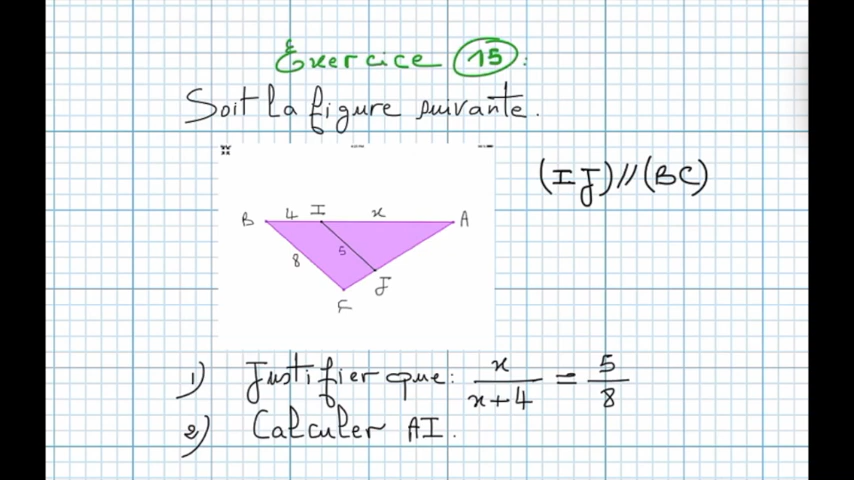 Exercice 15:
Soit la figure suivante.
(IJ)//(BC)
B 4 I x A
8 5
J
C
1) Justifier que: x/(x+4) = 5/8
2) Calculer AI.